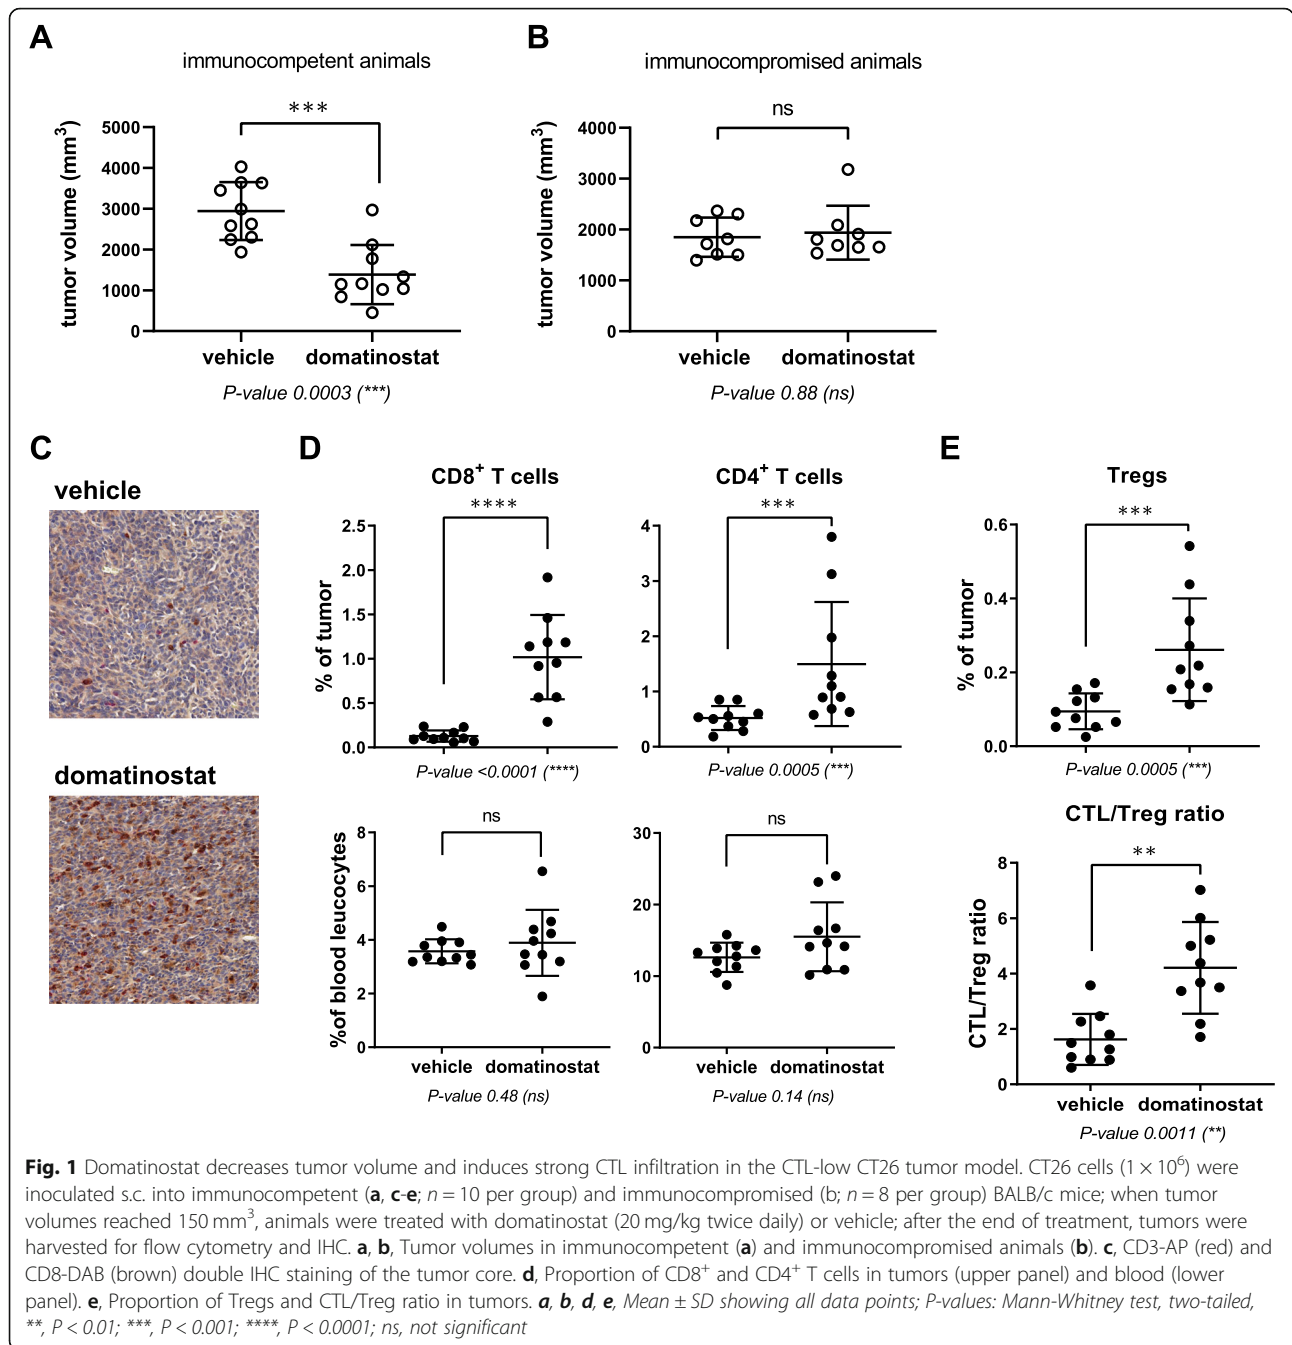 A
immunocompetent animals
***
tumor volume (mm³)
5000
4000
3000
2000
1000
0
vehicle domatinostat
P-value 0.0003 (***)
B
immunocompromised animals
ns
tumor volume (mm³)
4000
3000
2000
1000
0
vehicle domatinostat
P-value 0.88 (ns)
C
vehicle
domatinostat
D
CD8⁺ T cells
****
% of tumor
2.5
2.0
1.5
1.0
0.5
0.0
P-value <0.0001 (****)
CD4⁺ T cells
***
4
3
2
1
0
P-value 0.0005 (***)
ns
%of blood leucocytes
8
6
4
2
0
vehicle domatinostat
P-value 0.48 (ns)
ns
30
20
10
0
vehicle domatinostat
P-value 0.14 (ns)
E
Tregs
***
% of tumor
0.6
0.4
0.2
0.0
P-value 0.0005 (***)
CTL/Treg ratio
**
CTL/Treg ratio
8
6
4
2
0
vehicle domatinostat
P-value 0.0011 (**)
Fig. 1 Domatinostat decreases tumor volume and induces strong CTL infiltration in the CTL-low CT26 tumor model. CT26 cells (1 × 10⁶) were
inoculated s.c. into immunocompetent (a, c-e; n = 10 per group) and immunocompromised (b; n = 8 per group) BALB/c mice; when tumor
volumes reached 150 mm³, animals were treated with domatinostat (20 mg/kg twice daily) or vehicle; after the end of treatment, tumors were
harvested for flow cytometry and IHC. a, b, Tumor volumes in immunocompetent (a) and immunocompromised animals (b). c, CD3-AP (red) and
CD8-DAB (brown) double IHC staining of the tumor core. d, Proportion of CD8⁺ and CD4⁺ T cells in tumors (upper panel) and blood (lower
panel). e, Proportion of Tregs and CTL/Treg ratio in tumors. a, b, d, e, Mean ± SD showing all data points; P-values: Mann-Whitney test, two-tailed,
**, P < 0.01; ***, P < 0.001; ****, P < 0.0001; ns, not significant